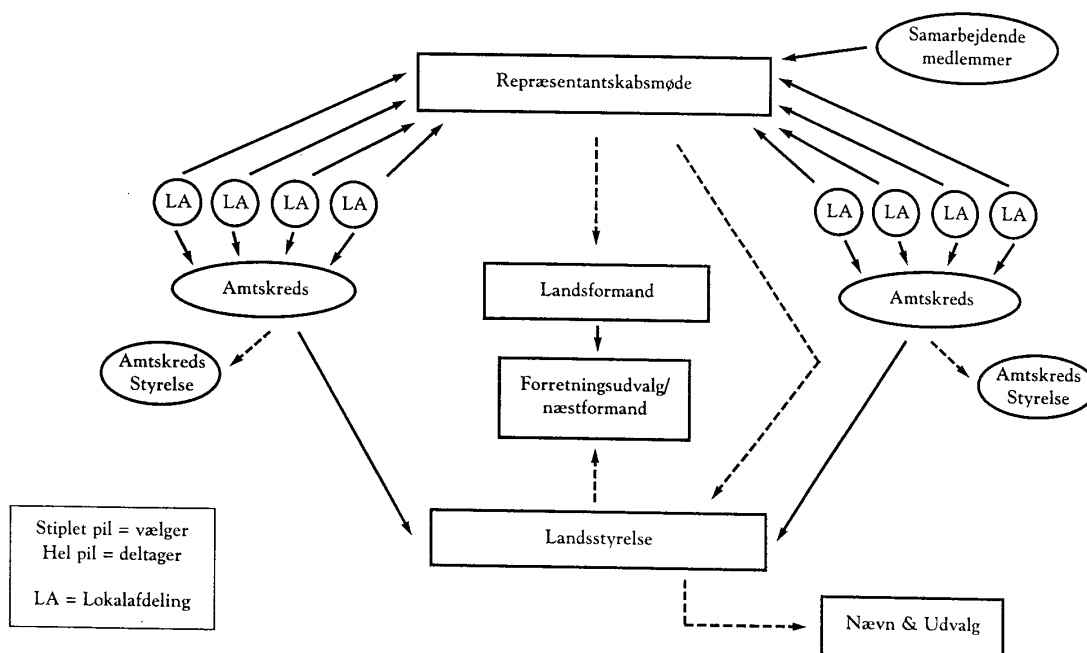 Samarbejdende
medlemmer
Repræsentantskabsmøde
LA LA LA LA
LA LA LA LA
Amtskreds
Landsformand
Amtskreds
Amtskreds
Styrelse
Forretningsudvalg/
næstformand
Amtskreds
Styrelse
Stiplet pil = vælger
Hel pil = deltager
LA = Lokalafdeling
Landsstyrelse
Nævn & Udvalg